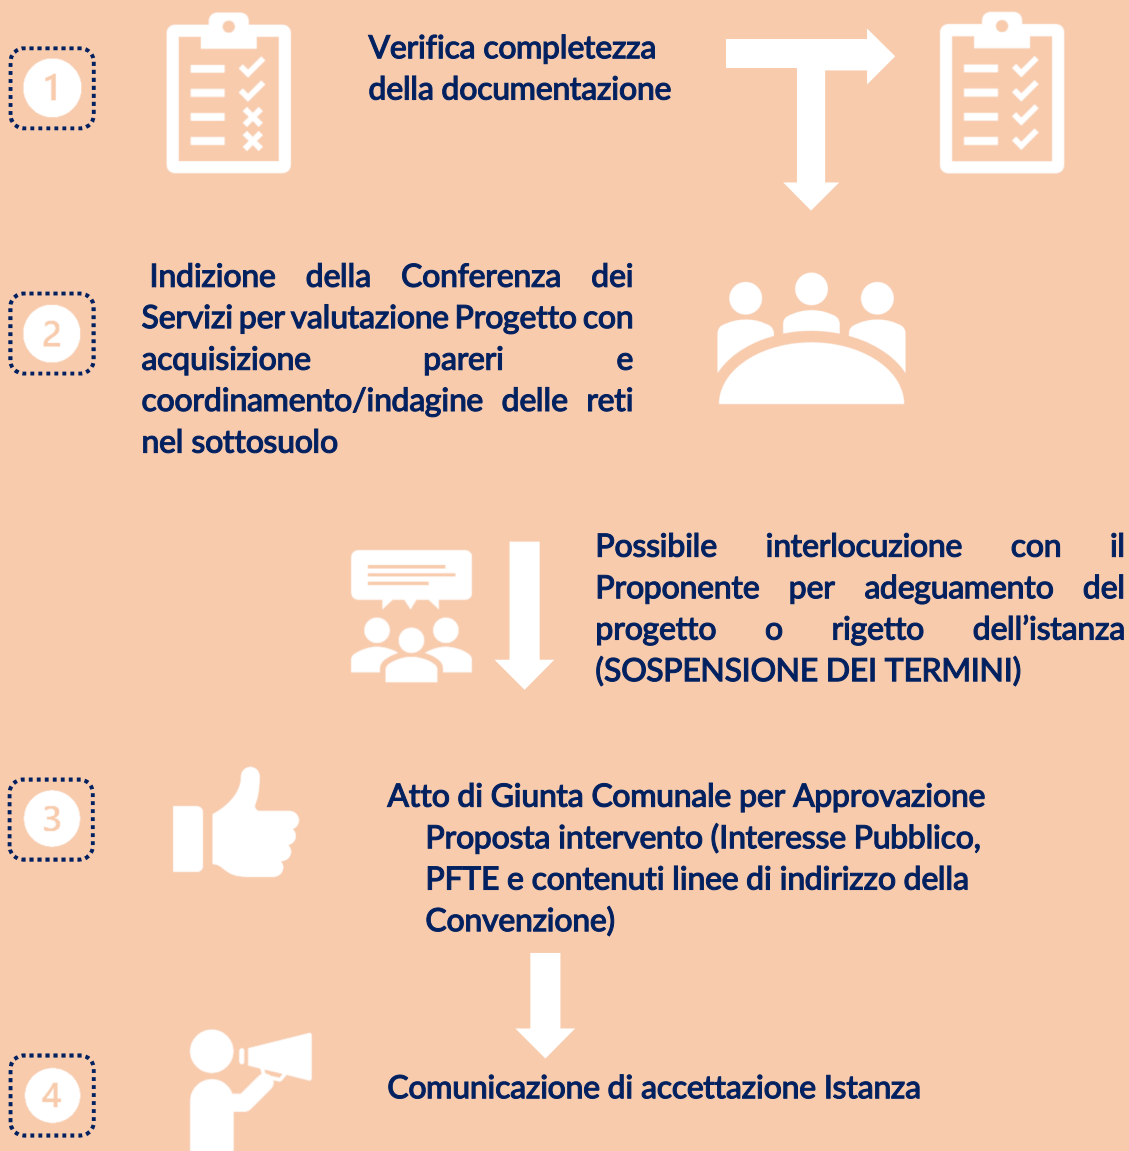 1
Verifica completezza
della documentazione
2
Indizione della Conferenza dei
Servizi per valutazione Progetto con
acquisizione pareri e
coordinamento/indagine delle reti
nel sottosuolo
Possibile interlocuzione con il
Proponente per adeguamento del
progetto o rigetto dell’istanza
(SOSPENSIONE DEI TERMINI)
3
Atto di Giunta Comunale per Approvazione
Proposta intervento (Interesse Pubblico,
PFTE e contenuti linee di indirizzo della
Convenzione)
4
Comunicazione di accettazione Istanza